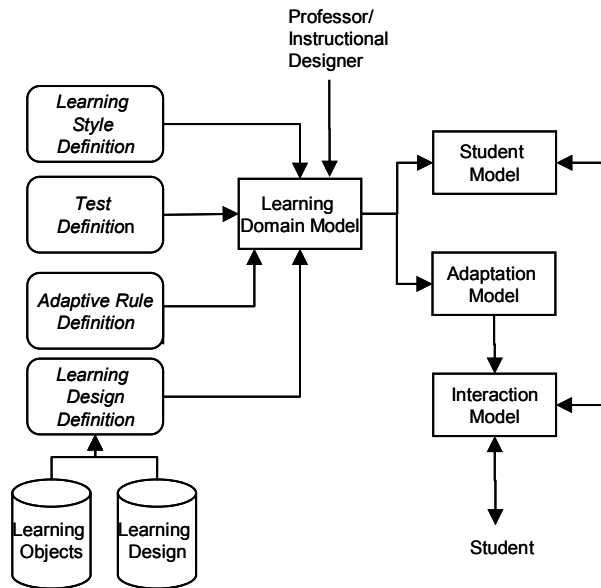 Professor/
Instructional
Designer
Learning
Style
Definition
Test
Definition
Adaptive Rule
Definition
Learning
Design
Definition
Learning
Objects
Learning
Design
Learning
Domain Model
Student
Model
Adaptation
Model
Interaction
Model
Student